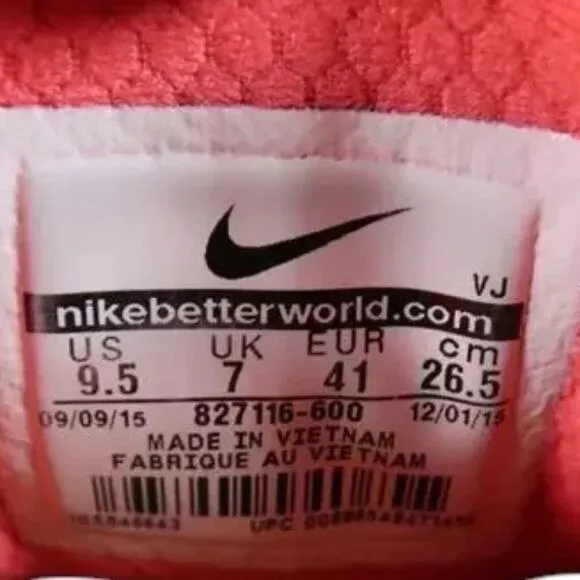 VJ
nikebetterworld.com
US UK EUR cm
9.5 7 41 26.5
09/09/15 827116-600 12/01/15
MADE IN VIETNAM
FABRIQUE AU VIETNAM
UPC